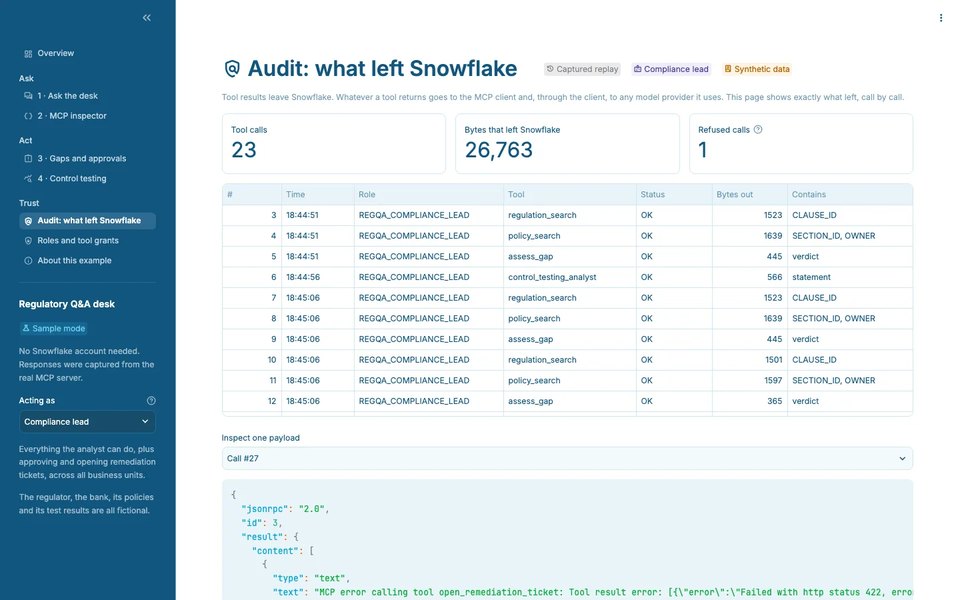 Overview
Ask
1 · Ask the desk
2 · MCP inspector
Act
3 · Gaps and approvals
4 · Control testing
Trust
Audit: what left Snowflake
Roles and tool grants
About this example
Regulatory Q&A desk
Sample mode
No Snowflake account needed.
Responses were captured from the
real MCP server.
Acting as
Compliance lead
Everything the analyst can do, plus
approving and opening remediation
tickets, across all business units.
The regulator, the bank, its policies
and its test results are all fictional.
Audit: what left Snowflake
Captured replay
Compliance lead
Synthetic data
Tool results leave Snowflake. Whatever a tool returns goes to the MCP client and, through the client, to any model provider it uses. This page shows exactly what left, call by call.
Tool calls
23
Bytes that left Snowflake
26,763
Refused calls
1
# Time Role Tool Status Bytes out Contains
3 18:44:51 REGQA_COMPLIANCE_LEAD regulation_search OK 1523 CLAUSE_ID
4 18:44:51 REGQA_COMPLIANCE_LEAD policy_search OK 1639 SECTION_ID, OWNER
5 18:44:51 REGQA_COMPLIANCE_LEAD assess_gap OK 445 verdict
6 18:44:56 REGQA_COMPLIANCE_LEAD control_testing_analyst OK 566 statement
7 18:45:06 REGQA_COMPLIANCE_LEAD regulation_search OK 1523 CLAUSE_ID
8 18:45:06 REGQA_COMPLIANCE_LEAD policy_search OK 1639 SECTION_ID, OWNER
9 18:45:06 REGQA_COMPLIANCE_LEAD assess_gap OK 445 verdict
10 18:45:06 REGQA_COMPLIANCE_LEAD regulation_search OK 1501 CLAUSE_ID
11 18:45:06 REGQA_COMPLIANCE_LEAD policy_search OK 1597 SECTION_ID, OWNER
12 18:45:06 REGQA_COMPLIANCE_LEAD assess_gap OK 365 verdict
Inspect one payload
Call #27
{
"jsonrpc": "2.0",
"id": 3,
"result": {
"content": [
{
"type": "text",
"text": "MCP error calling tool open_remediation_ticket: Tool result error: [{\"error\":\"Failed with http status 422, erro